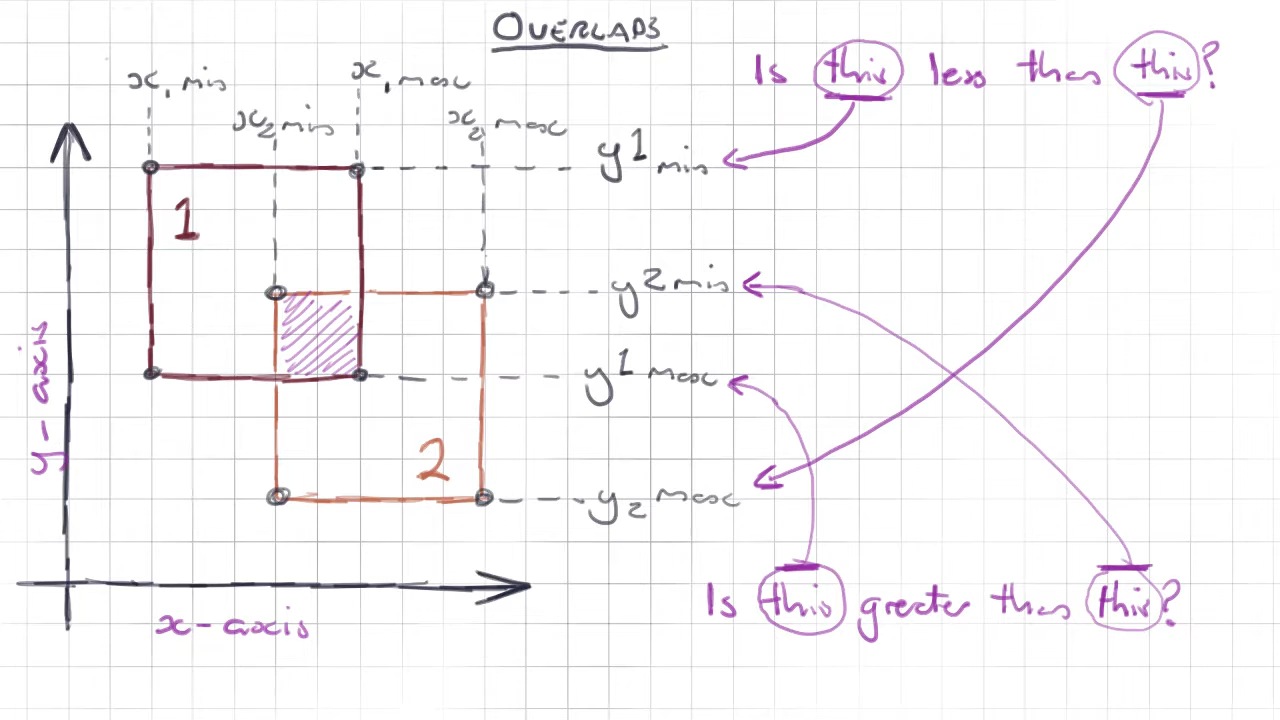 OVERLAPS
Is this less than this?
x1 min
x1 max
x2 min
x2 max
y1 min
1
y2 min
y1 max
2
y2 max
y-axis
x-axis
Is this greater than this?